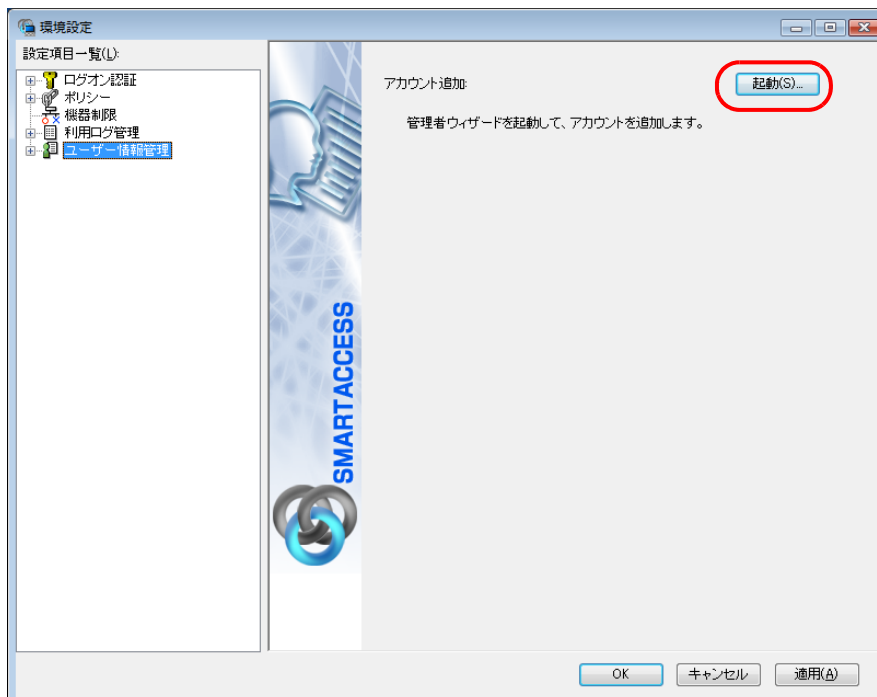 環境設定
設定項目一覧(L):
ログオン認証
ポリシー
機器制限
利用ログ管理
ユーザー情報管理
アカウント追加:
起動(S)...
管理者ウィザードを起動して、アカウントを追加します。
SMARTACCESS
OK
キャンセル
適用(A)